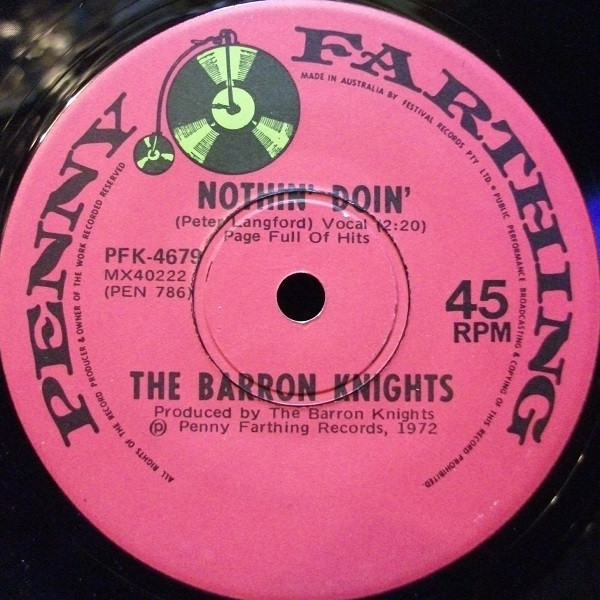 PENNY FARTHING
MADE IN AUSTRALIA BY FESTIVAL RECORDS PTY LTD. • PUBLIC PERFORMANCE BROADCASTING & COPYING OF THIS RECORD PROHIBITED.
ALL RIGHTS OF THE RECORD PRODUCER & OWNER OF THE WORK RECORDED RESERVED
NOTHIN' DOIN'
(Peter Langford) Vocal (2:20)
Page Full Of Hits
PFK-4679
MX40222
(PEN 786)
45
RPM
THE BARRON KNIGHTS
Produced by The Barron Knights
℗ Penny Farthing Records, 1972